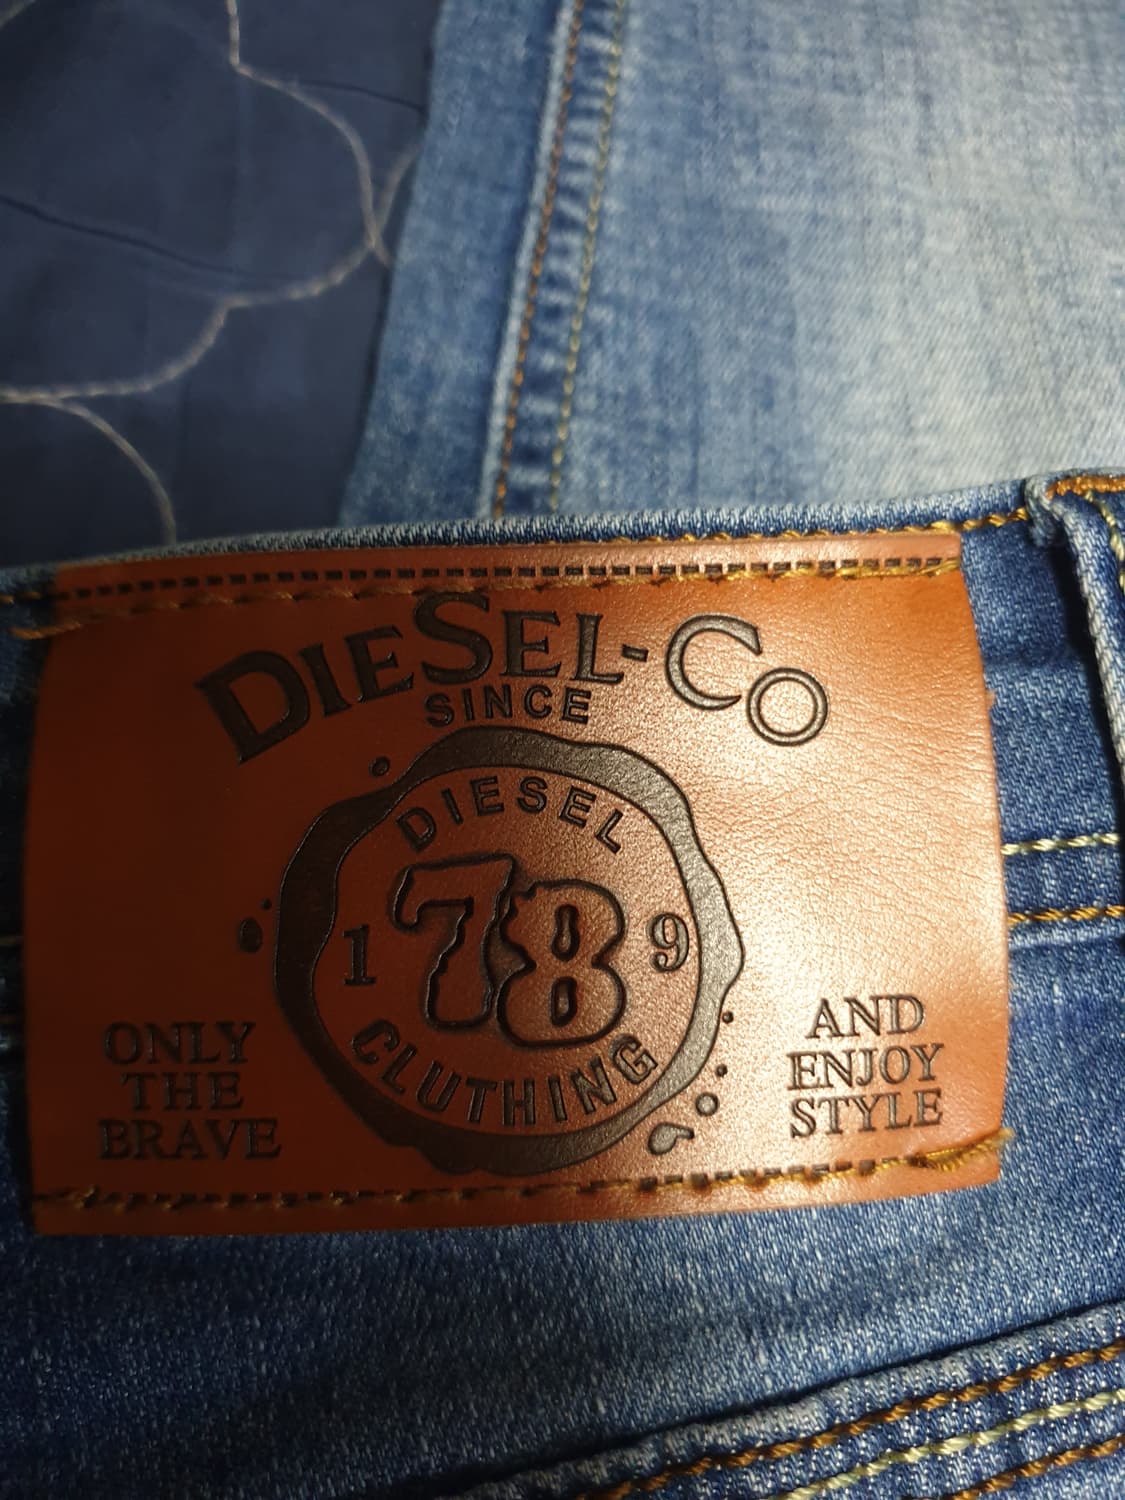 DIESEL-CO
SINCE
DIESEL
1 78 9
CLUTHING
ONLY
THE
BRAVE
AND
ENJOY
STYLE